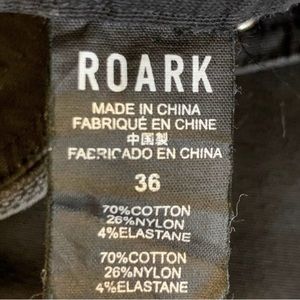 ROARK
MADE IN CHINA
FABRIQUÉ EN CHINE
中国製
FABRICADO EN CHINA
36
70%COTTON
26%NYLON
4%ELASTANE
70%COTTON
26%NYLON
4%ELASTANE